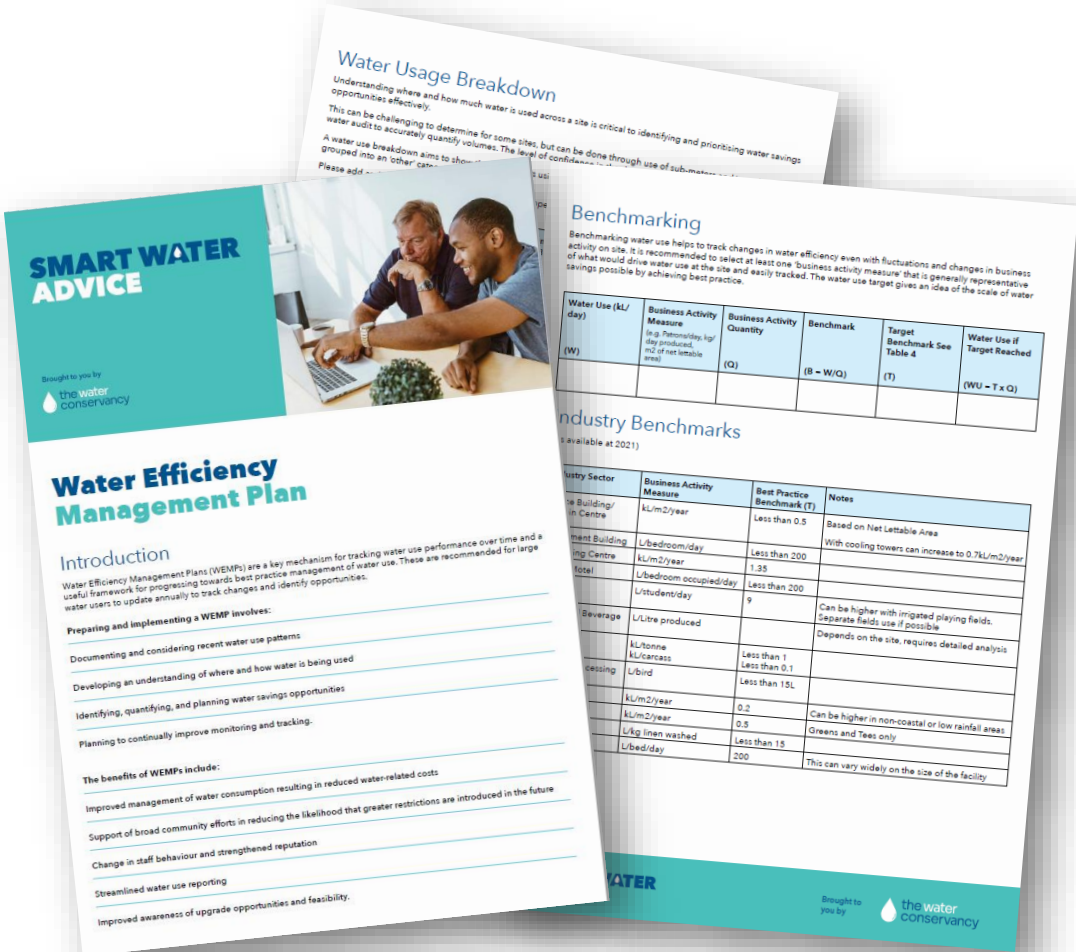 Water Usage Breakdown
Understanding where and how much water is used across a site is critical to identifying and prioritising water savings
opportunities effectively.
This can be challenging to determine for some sites, but can be done through use of sub-meters
water audit to accurately quantify volumes. The level of confidence
A water use breakdown aims to show
grouped into an 'other'
Please add
SMART WATER
ADVICE
Brought to you by
the water
conservancy
Water Efficiency
Management Plan
Introduction
Water Efficiency Management Plans (WEMPs) are a key mechanism for tracking water use performance over time and a
useful framework for progressing towards best practice management of water use. These are recommended for large
water users to update annually to track changes and identify opportunities.
Preparing and implementing a WEMP involves:
Documenting and considering recent water use patterns
Developing an understanding of where and how water is being used
Identifying, quantifying, and planning water savings opportunities
Planning to continually improve monitoring and tracking.
The benefits of WEMPs include:
Improved management of water consumption resulting in reduced water-related costs
Support of broad community efforts in reducing the likelihood that greater restrictions are introduced in the future
Change in staff behaviour and strengthened reputation
Streamlined water use reporting
Improved awareness of upgrade opportunities and feasibility.
Benchmarking
Benchmarking water use helps to track changes in water efficiency even with fluctuations and changes in business
activity on site. It is recommended to select at least one 'business activity measure' that is generally representative
of what would drive water use at the site and easily tracked. The water use target gives an idea of the scale of water
savings possible by achieving best practice.
Water Use (kL/
day)
(W)
Business Activity
Measure
(e.g. Patrons/day, kg/
day produced,
m2 of net lettable
area)
Business Activity
Quantity
(Q)
Benchmark
(B = W/Q)
Target
Benchmark See
Table 4
(T)
Water Use if
Target Reached
(WU = T x Q)
Industry Benchmarks
available at 2021)
Sector
Business Activity
Measure
Best Practice
Benchmark (T)
Notes
Building/
Centre
kL/m2/year
Less than 0.5
Based on Net Lettable Area
With cooling towers can increase to 0.7kL/m2/year
Building
L/bedroom/day
Less than 200
Centre
kL/m2/year
1.35
L/bedroom occupied/day
Less than 200
L/student/day
9
Can be higher with irrigated playing fields.
Separate fields use if possible
Beverage
L/Litre produced
Depends on the site, requires detailed analysis
kL/tonne
kL/carcass
Less than 1
Less than 0.1
cessing
L/bird
Less than 15L
kL/m2/year
0.2
Can be higher in non-coastal or low rainfall areas
kL/m2/year
0.5
Greens and Tees only
L/kg linen washed
Less than 15
L/bed/day
200
This can vary widely on the size of the facility
ATER
Brought to
you by
the water
conservancy